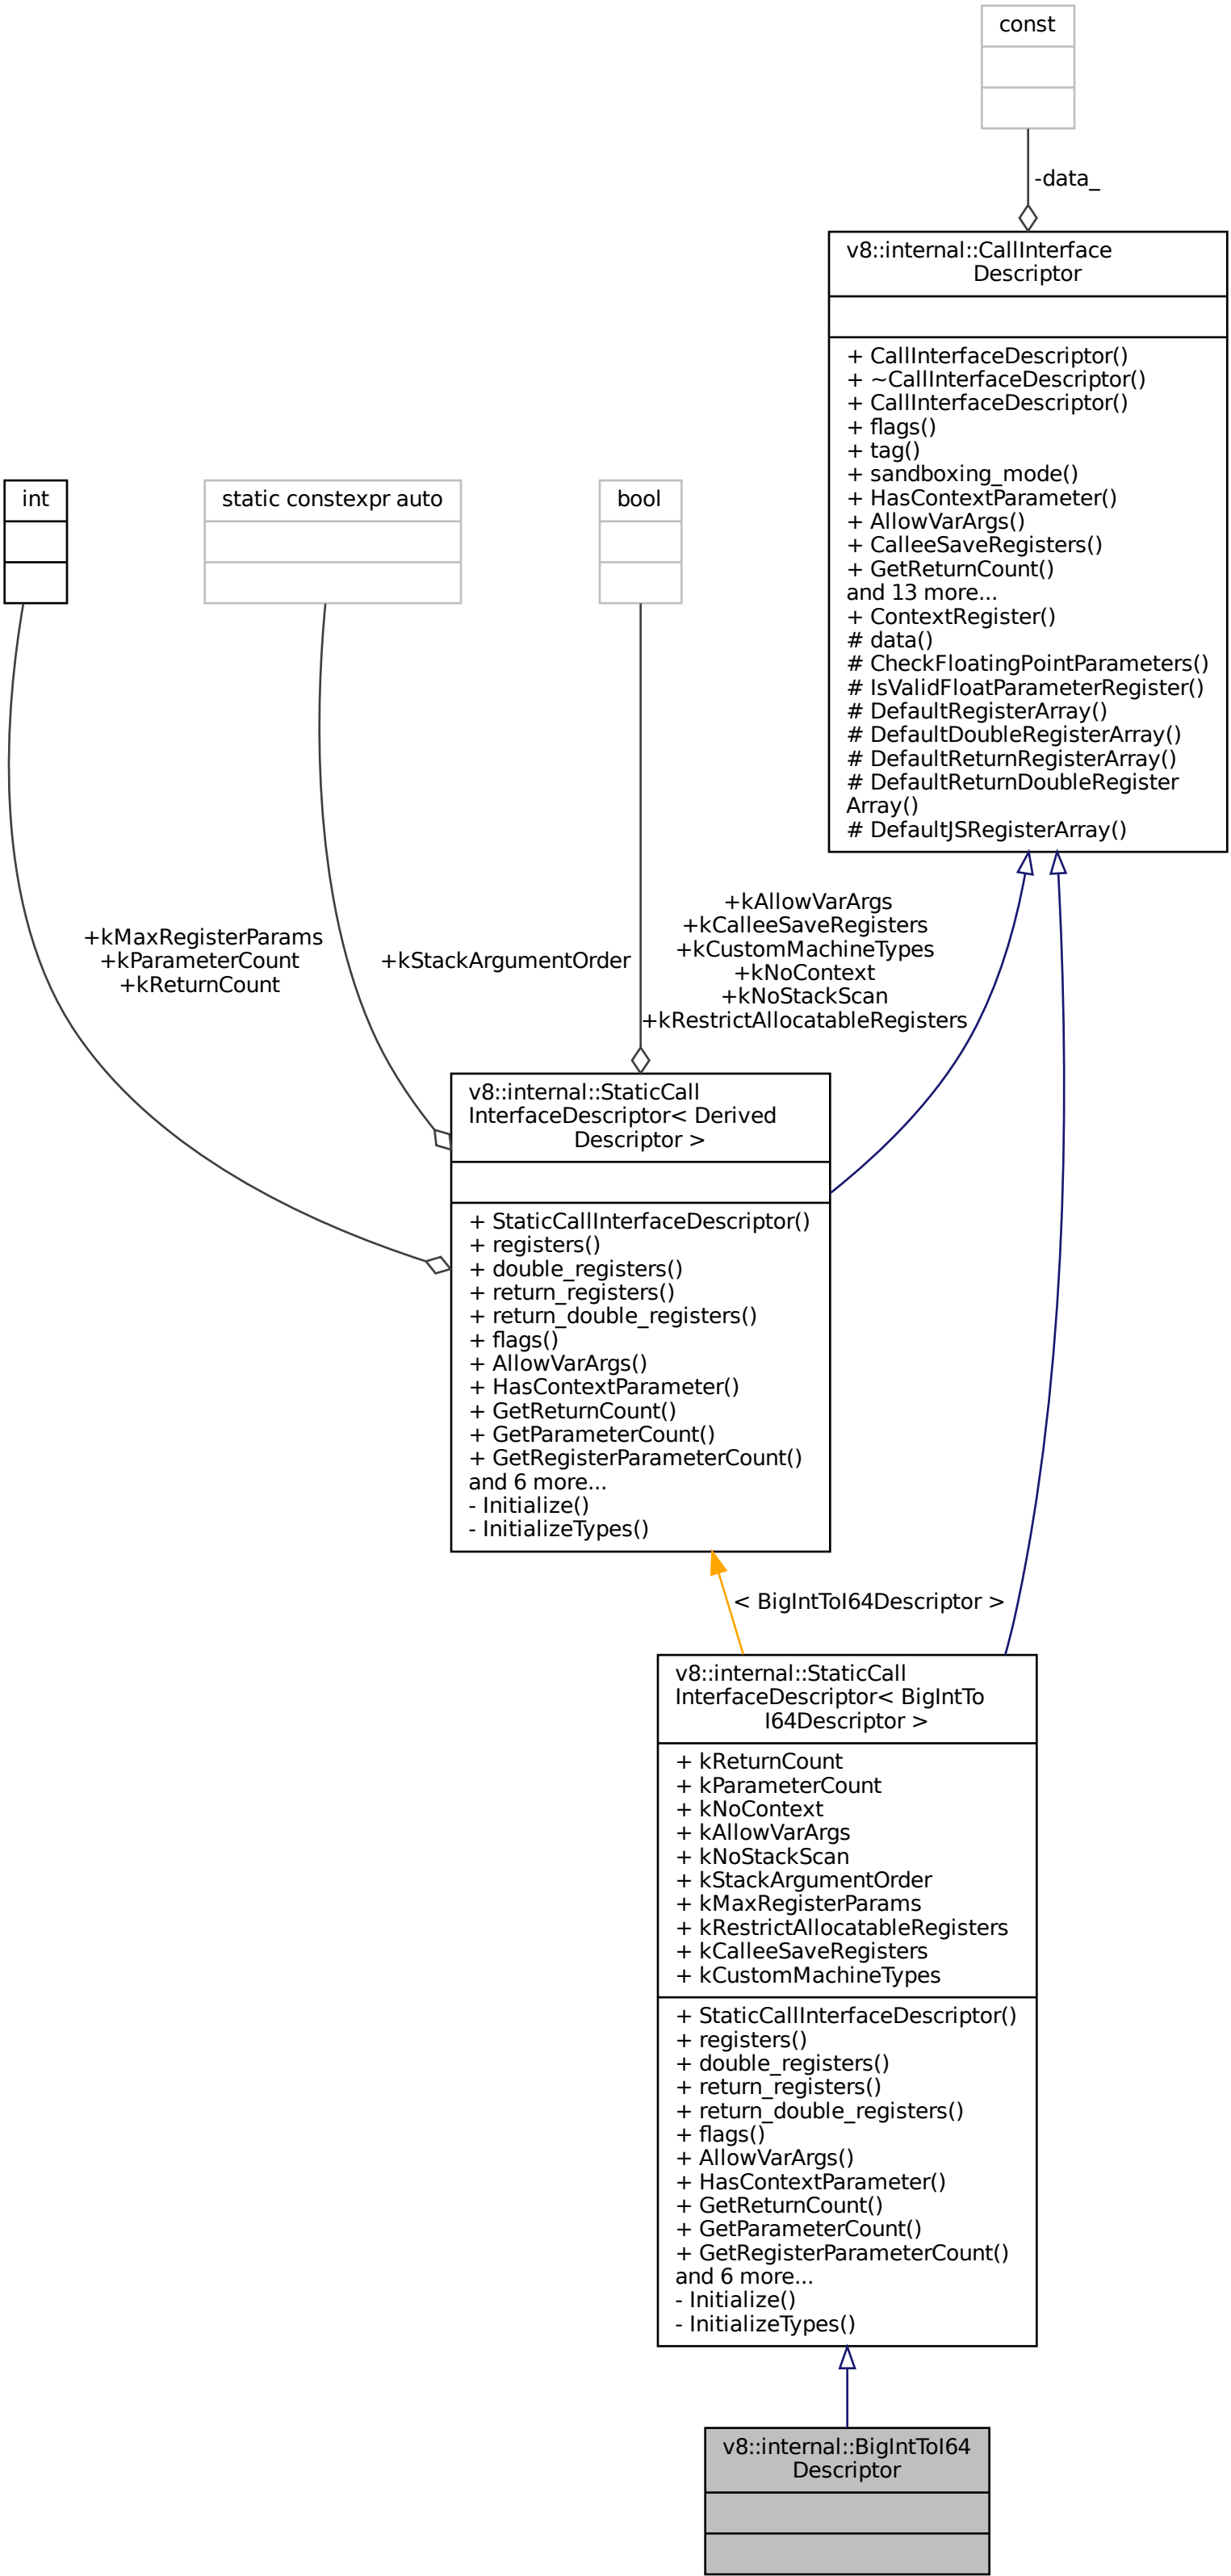 const
-data_
v8::internal::CallInterface
Descriptor
+ CallInterfaceDescriptor()
+ ~CallInterfaceDescriptor()
+ CallInterfaceDescriptor()
+ flags()
+ tag()
+ sandboxing_mode()
+ HasContextParameter()
+ AllowVarArgs()
+ CalleeSaveRegisters()
+ GetReturnCount()
and 13 more...
+ ContextRegister()
# data()
# CheckFloatingPointParameters()
# IsValidFloatParameterRegister()
# DefaultRegisterArray()
# DefaultDoubleRegisterArray()
# DefaultReturnRegisterArray()
# DefaultReturnDoubleRegister
Array()
# DefaultJSRegisterArray()
int
static constexpr auto
bool
+kMaxRegisterParams
+kParameterCount
+kReturnCount
+kStackArgumentOrder
+kAllowVarArgs
+kCalleeSaveRegisters
+kCustomMachineTypes
+kNoContext
+kNoStackScan
+kRestrictAllocatableRegisters
v8::internal::StaticCall
InterfaceDescriptor< Derived
Descriptor >
+ StaticCallInterfaceDescriptor()
+ registers()
+ double_registers()
+ return_registers()
+ return_double_registers()
+ flags()
+ AllowVarArgs()
+ HasContextParameter()
+ GetReturnCount()
+ GetParameterCount()
+ GetRegisterParameterCount()
and 6 more...
- Initialize()
- InitializeTypes()
< BigIntToI64Descriptor >
v8::internal::StaticCall
InterfaceDescriptor< BigIntTo
I64Descriptor >
+ kReturnCount
+ kParameterCount
+ kNoContext
+ kAllowVarArgs
+ kNoStackScan
+ kStackArgumentOrder
+ kMaxRegisterParams
+ kRestrictAllocatableRegisters
+ kCalleeSaveRegisters
+ kCustomMachineTypes
+ StaticCallInterfaceDescriptor()
+ registers()
+ double_registers()
+ return_registers()
+ return_double_registers()
+ flags()
+ AllowVarArgs()
+ HasContextParameter()
+ GetReturnCount()
+ GetParameterCount()
+ GetRegisterParameterCount()
and 6 more...
- Initialize()
- InitializeTypes()
v8::internal::BigIntToI64
Descriptor